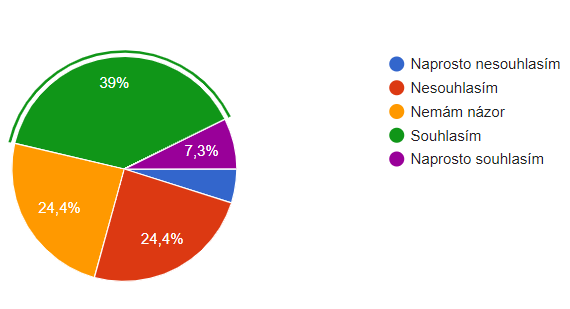 39%
7,3%
24,4%
24,4%
Naprosto nesouhlasím
Nesouhlasím
Nemám názor
Souhlasím
Naprosto souhlasím